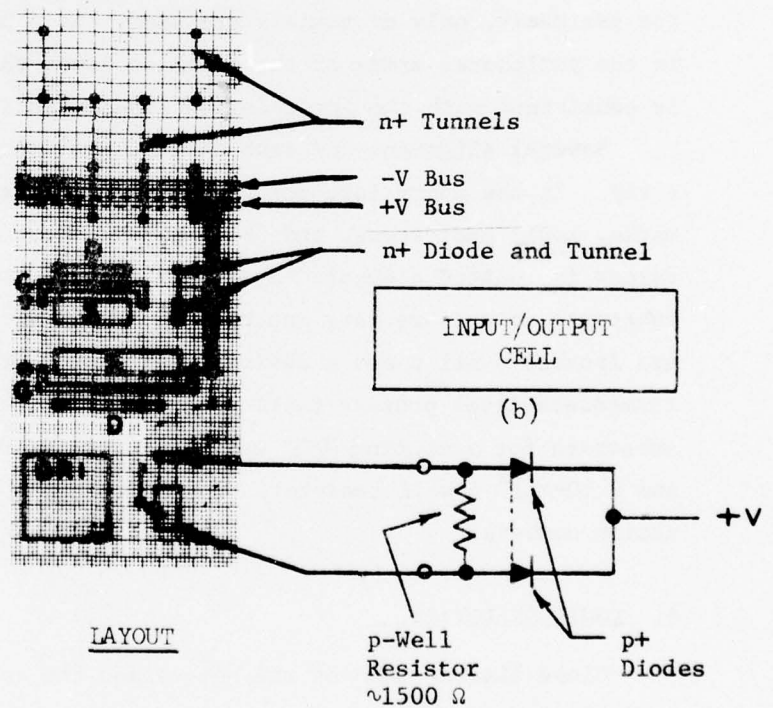 n+ Tunnels
-V Bus
+V Bus
n+ Diode and Tunnel
INPUT/OUTPUT
CELL
(b)
D
+V
LAYOUT
p-Well
Resistor
~1500 Ω
p+
Diodes